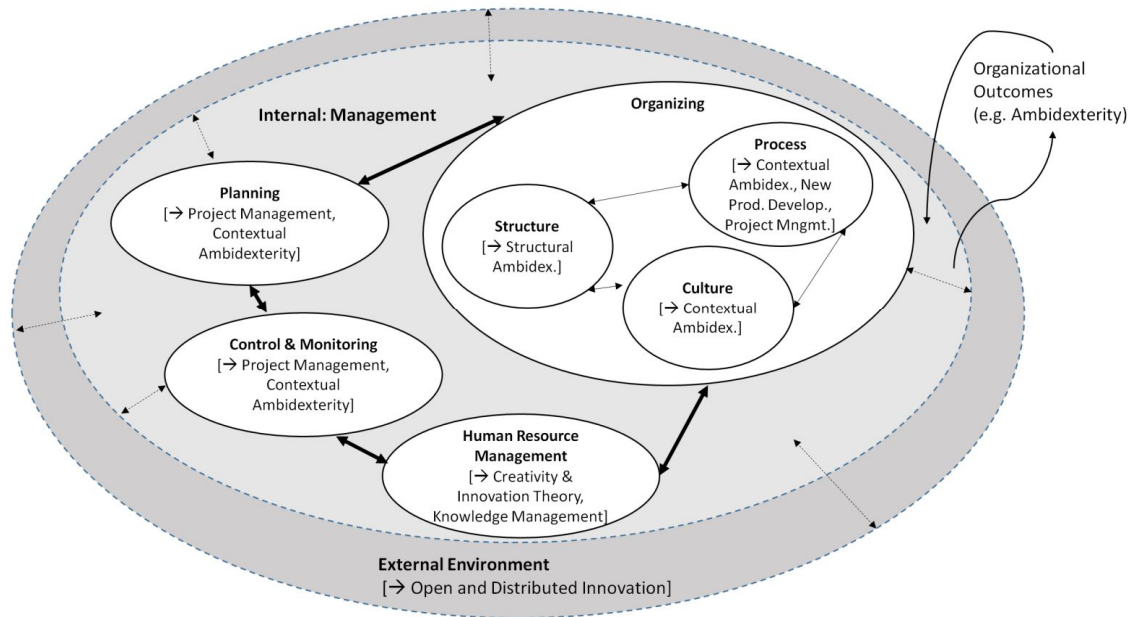 Internal: Management
Organizing
Organizational
Outcomes
(e.g. Ambidexterity)
Process
[→ Contextual
Ambidex., New
Prod. Develop.,
Project Mngmt.]
Planning
[→ Project Management,
Contextual
Ambidexterity]
Structure
[→ Structural
Ambidex.]
Culture
[→ Contextual
Ambidex.]
Control & Monitoring
[→ Project Management,
Contextual
Ambidexterity]
Human Resource
Management
[→ Creativity &
Innovation Theory,
Knowledge Management]
External Environment
[→ Open and Distributed Innovation]